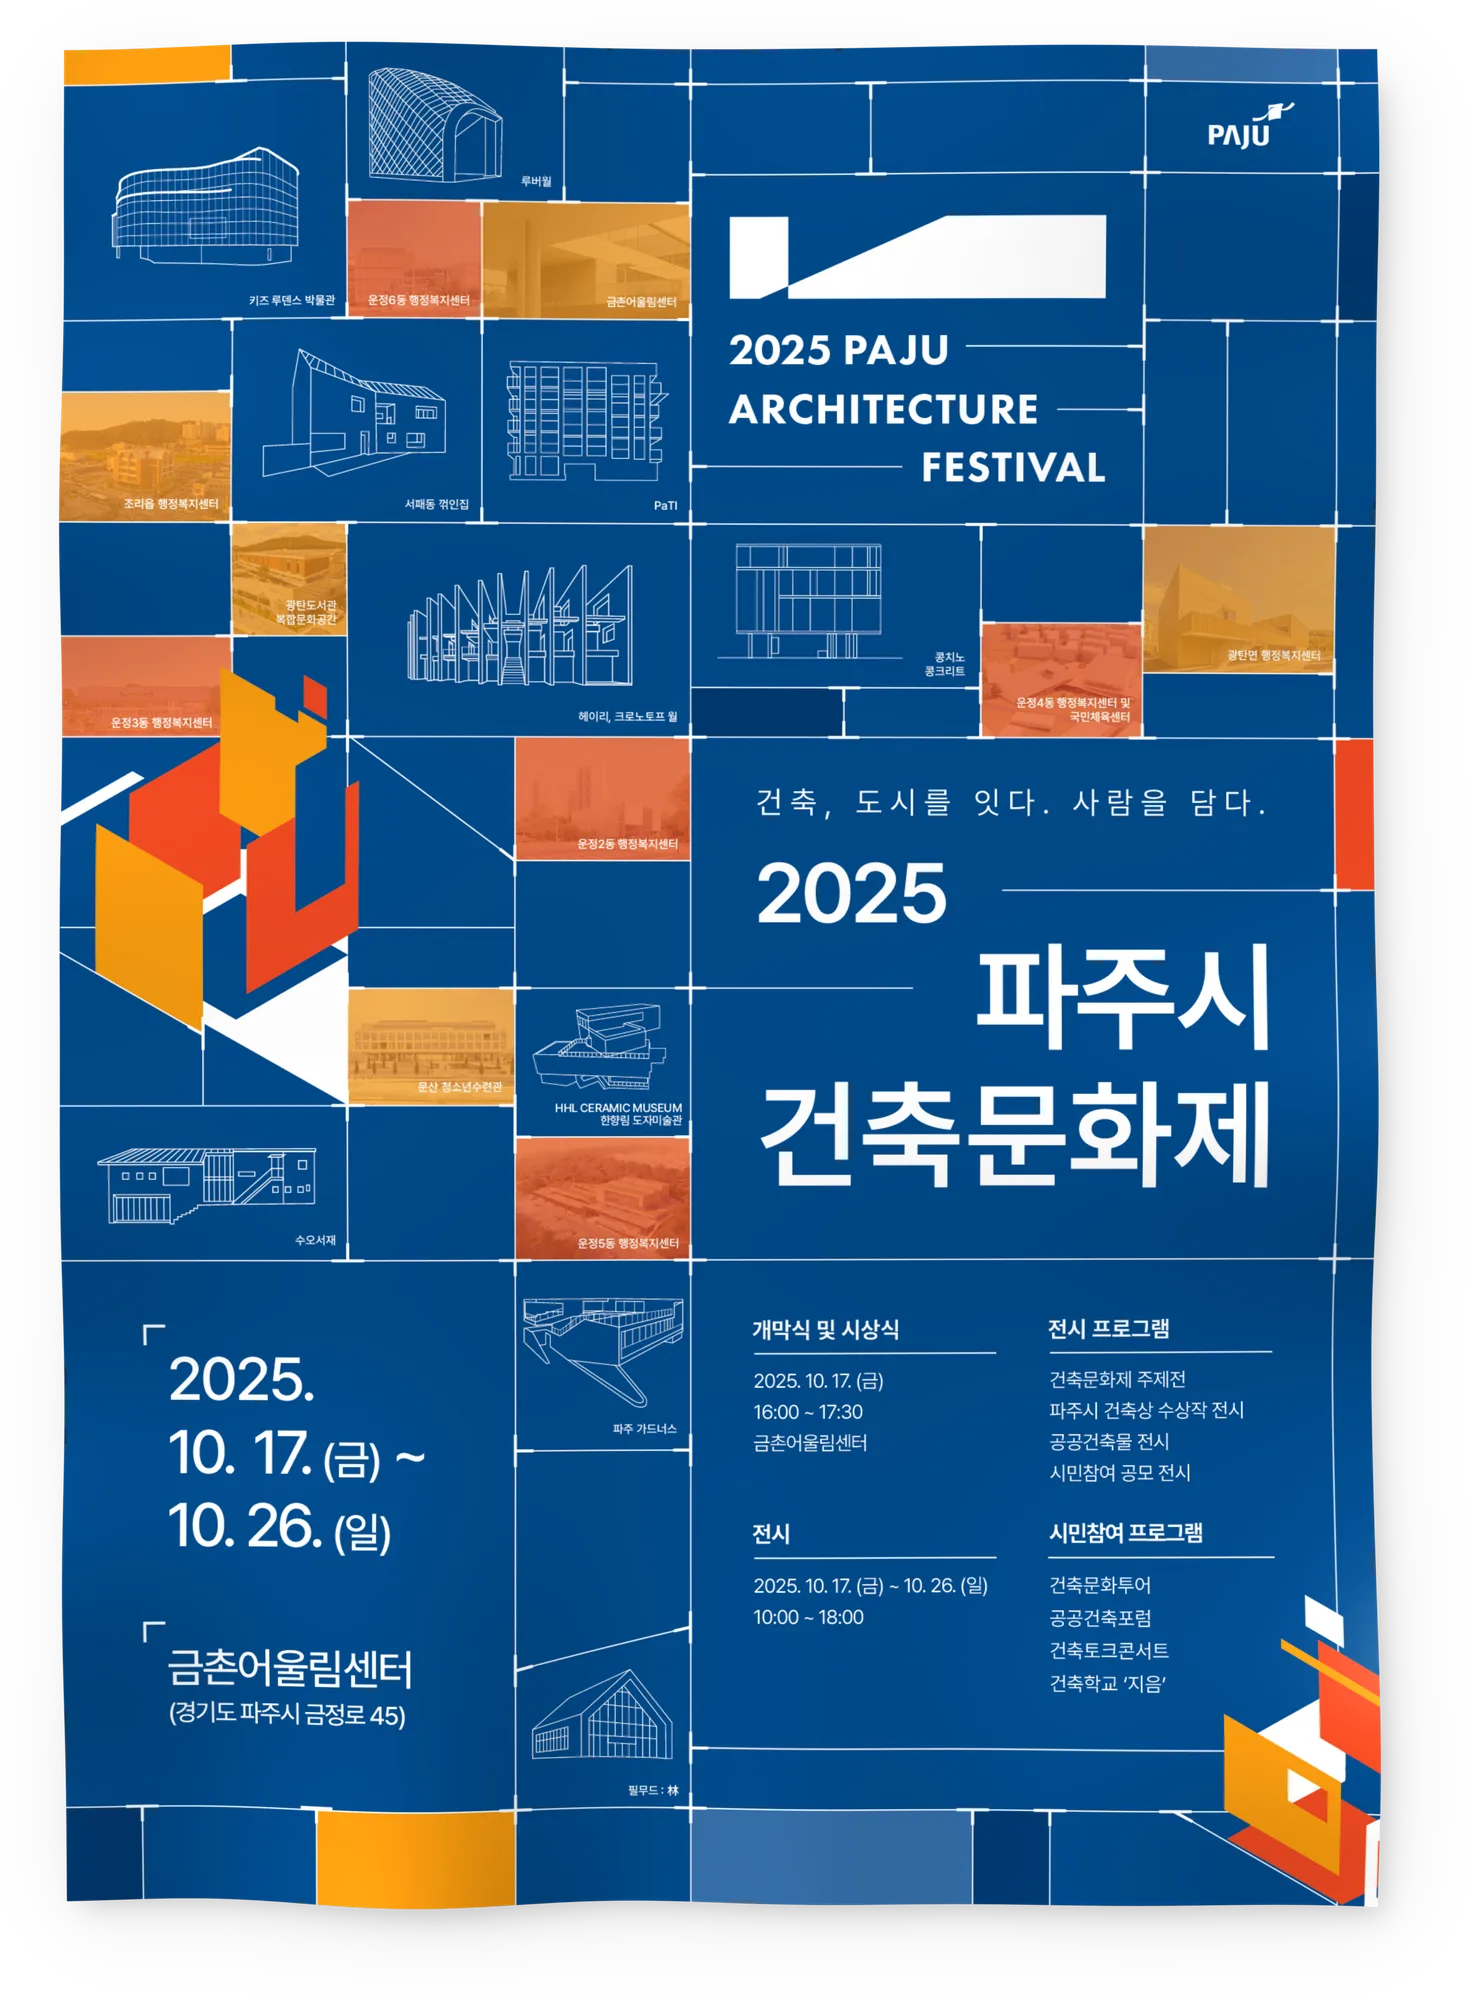 PAJU
루버월
키즈 루덴스 박물관
운정6동 행정복지센터
금촌어울림센터
2025 PAJU
ARCHITECTURE
FESTIVAL
조리읍 행정복지센터
서패동 꺾인집
PaTI
광탄도서관
복합문화공간
운정3동 행정복지센터
헤이리, 크로노토프 월
콩치노
콩크리트
운정4동 행정복지센터 및
국민체육센터
광탄면 행정복지센터
운정2동 행정복지센터
건축, 도시를 잇다. 사람을 담다.
2025
파주시
건축문화제
문산 청소년수련관
HHL CERAMIC MUSEUM
한향림 도자미술관
수오서재
운정5동 행정복지센터
2025.
10. 17. (금) ~
10. 26. (일)
금촌어울림센터
(경기도 파주시 금정로 45)
파주 가드너스
필무드 : 林
개막식 및 시상식
2025. 10. 17. (금)
16:00 ~ 17:30
금촌어울림센터
전시 프로그램
건축문화제 주제전
파주시 건축상 수상작 전시
공공건축물 전시
시민참여 공모 전시
전시
2025. 10. 17. (금) ~ 10. 26. (일)
10:00 ~ 18:00
시민참여 프로그램
건축문화투어
공공건축포럼
건축토크콘서트
건축학교 ‘지음’